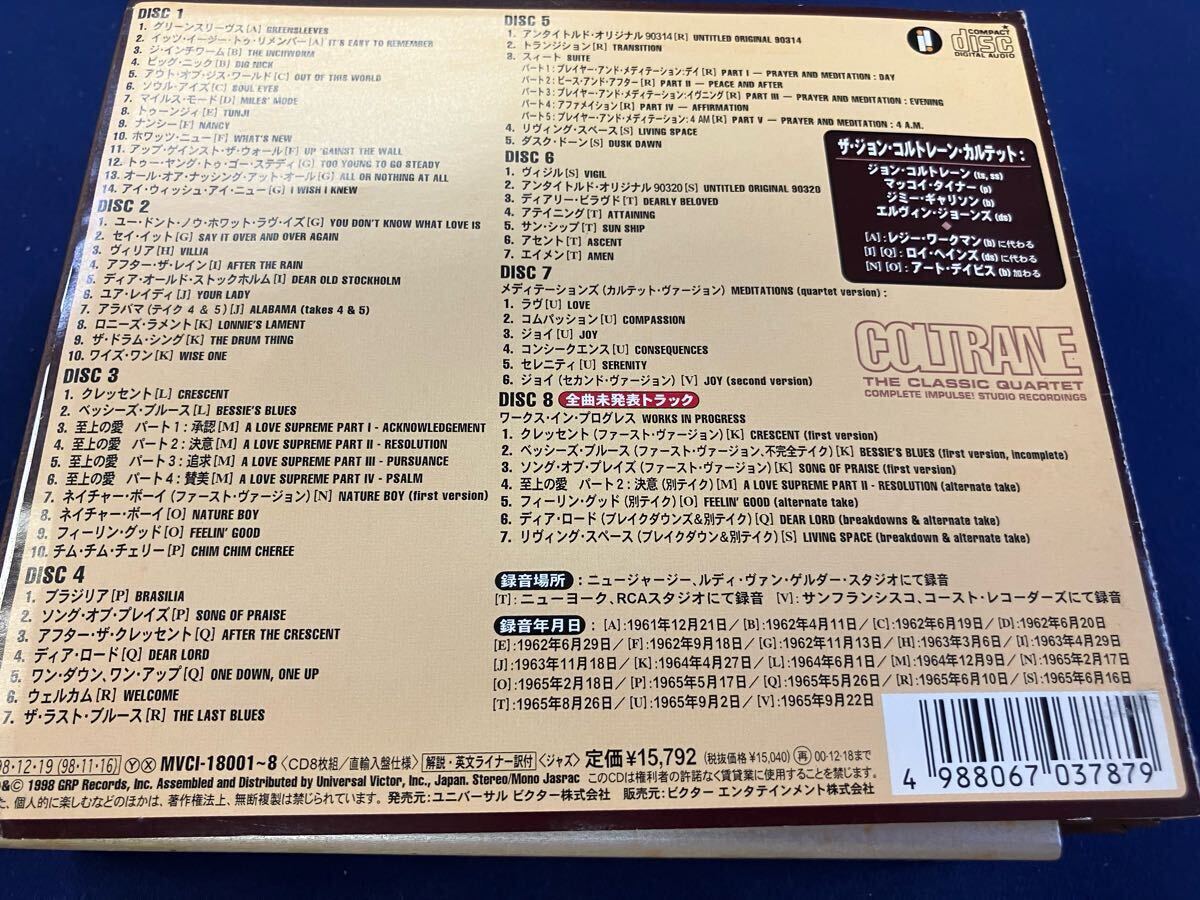 DISC 1
1. グリーンスリーヴス [A] GREENSLEEVES
2. イッツ・イージー・トゥ・リメンバー [A] IT'S EASY TO REMEMBER
3. ジ・インチワーム [B] THE INCHWORM
4. ビッグ・ニック [B] BIG NICK
5. アウト・オブ・ジス・ワールド [C] OUT OF THIS WORLD
6. ソウル・アイズ [C] SOUL EYES
7. マイルス・モード [D] MILES' MODE
8. トゥーンジィ [E] TUNJI
9. ナンシー [F] NANCY
10. ホワッツ・ニュー [F] WHAT'S NEW
11. アップ・ゲインスト・ザ・ウォール [F] UP 'GAINST THE WALL
12. トゥー・ヤング・トゥ・ゴー・ステディ [G] TOO YOUNG TO GO STEADY
13. オール・オア・ナッシング・アット・オール [G] ALL OR NOTHING AT ALL
14. アイ・ウィッシュ・アイ・ニュー [G] I WISH I KNEW
DISC 2
1. ユー・ドント・ノウ・ホワット・ラヴ・イズ [G] YOU DON'T KNOW WHAT LOVE IS
2. セイ・イット [G] SAY IT OVER AND OVER AGAIN
3. ヴィリア [H] VILLIA
4. アフター・ザ・レイン [I] AFTER THE RAIN
5. ディア・オールド・ストックホルム [I] DEAR OLD STOCKHOLM
6. ユア・レイディ [J] YOUR LADY
7. アラバマ (テイク 4 & 5) [J] ALABAMA (takes 4 & 5)
8. ロニーズ・ラメント [K] LONNIE'S LAMENT
9. ザ・ドラム・シング [K] THE DRUM THING
10. ワイズ・ワン [K] WISE ONE
DISC 3
1. クレッセント [L] CRESCENT
2. ベッシーズ・ブルース [L] BESSIE'S BLUES
3. 至上の愛 パート1:承認 [M] A LOVE SUPREME PART I - ACKNOWLEDGEMENT
4. 至上の愛 パート2:決意 [M] A LOVE SUPREME PART II - RESOLUTION
5. 至上の愛 パート3:追求 [M] A LOVE SUPREME PART III - PURSUANCE
6. 至上の愛 パート4:賛美 [M] A LOVE SUPREME PART IV - PSALM
7. ネイチャー・ボーイ (ファースト・ヴァージョン) [N] NATURE BOY (first version)
8. ネイチャー・ボーイ [O] NATURE BOY
9. フィーリン・グッド [O] FEELIN' GOOD
10. チム・チム・チェリー [P] CHIM CHIM CHEREE
DISC 4
1. ブラジリア [P] BRASILIA
2. ソング・オブ・プレイズ [P] SONG OF PRAISE
3. アフター・ザ・クレッセント [Q] AFTER THE CRESCENT
4. ディア・ロード [Q] DEAR LORD
5. ワン・ダウン、ワン・アップ [Q] ONE DOWN, ONE UP
6. ウェルカム [R] WELCOME
7. ザ・ラスト・ブルース [R] THE LAST BLUES
DISC 5
1. アンタイトルド・オリジナル 90314 [R] UNTITLED ORIGINAL 90314
2. トランジション [R] TRANSITION
3. スィート SUITE
パート1:プレイヤー・アンド・メディテーション:デイ [R] PART I — PRAYER AND MEDITATION : DAY
パート2:ピース・アンド・アフター [R] PART II — PEACE AND AFTER
パート3:プレイヤー・アンド・メディテーション:イヴニング [R] PART III — PRAYER AND MEDITATION : EVENING
パート4:アファメイション [R] PART IV — AFFIRMATION
パート5:プレイヤー・アンド・メディテーション:4 AM [R] PART V — PRAYER AND MEDITATION : 4 A.M.
4. リヴィング・スペース [S] LIVING SPACE
5. ダスク・ドーン [S] DUSK DAWN
DISC 6
1. ヴィジル [S] VIGIL
2. アンタイトルド・オリジナル 90320 [S] UNTITLED ORIGINAL 90320
3. ディアリー・ビラヴド [T] DEARLY BELOVED
4. アテイニング [T] ATTAINING
5. サン・シップ [T] SUN SHIP
6. アセント [T] ASCENT
7. エイメン [T] AMEN
DISC 7
メディテーションズ (カルテット・ヴァージョン) MEDITATIONS (quartet version) :
1. ラヴ [U] LOVE
2. コムパッション [U] COMPASSION
3. ジョイ [U] JOY
4. コンシークエンス [U] CONSEQUENCES
5. セレニティ [U] SERENITY
6. ジョイ (セカンド・ヴァージョン) [V] JOY (second version)
DISC 8 全曲未発表トラック
ワークス・イン・プログレス WORKS IN PROGRESS
1. クレッセント (ファースト・ヴァージョン) [K] CRESCENT (first version)
2. ベッシーズ・ブルース (ファースト・ヴァージョン、不完全テイク) [K] BESSIE'S BLUES (first version, incomplete)
3. ソング・オブ・プレイズ (ファースト・ヴァージョン) [K] SONG OF PRAISE (first version)
4. 至上の愛 パート2:決意 (別テイク) [M] A LOVE SUPREME PART II - RESOLUTION (alternate take)
5. フィーリン・グッド (別テイク) [O] FEELIN' GOOD (alternate take)
6. ディア・ロード (ブレイクダウンズ&別テイク) [Q] DEAR LORD (breakdowns & alternate take)
7. リヴィング・スペース (ブレイクダウン&別テイク) [S] LIVING SPACE (breakdown & alternate take)
録音場所 : ニュージャージー、ルディ・ヴァン・ゲルダー・スタジオにて録音
[T]:ニューヨーク、RCAスタジオにて録音 [V]:サンフランシスコ、コースト・レコーダーズにて録音
録音年月日 : [A]:1961年12月21日/[B]:1962年4月11日/[C]:1962年6月19日/[D]:1962年6月20日
[E]:1962年6月29日/[F]:1962年9月18日/[G]:1962年11月13日/[H]:1963年3月6日/[I]:1963年4月29日
[J]:1963年11月18日/[K]:1964年4月27日/[L]:1964年6月1日/[M]:1964年12月9日/[N]:1965年2月17日
[O]:1965年2月18日/[P]:1965年5月17日/[Q]:1965年5月26日/[R]:1965年6月10日/[S]:1965年6月16日
[T]:1965年8月26日/[U]:1965年9月2日/[V]:1965年9月22日
i!
COMPACT
disc
DIGITAL AUDIO
ザ・ジョン・コルトレーン・カルテット :
ジョン・コルトレーン (ts, ss)
マッコイ・タイナー (p)
ジミー・ギャリソン (b)
エルヴィン・ジョーンズ (ds)
[A]:レジー・ワークマン (b) に代わる
[I] [Q]:ロイ・ヘインズ (ds) に代わる
[N] [O]:アート・デイビス (b) 加わる
COLTRANE
THE CLASSIC QUARTET
COMPLETE IMPULSE! STUDIO RECORDINGS
98・12・19 (98・11・16) Ⓨ Ⓧ MVCI-18001~8 〈CD8枚組/直輸入盤仕様〉 解説・英文ライナー訳付 〈ジャズ〉 定価¥15,792 (税抜価格 ¥15,040) 再 00・12・18まで
&© 1998 GRP Records, Inc. Assembled and Distributed by Universal Victor, Inc., Japan. Stereo/Mono Jasrac このCDは権利者の許諾なく賃貸業に使用することを禁じます。
た、個人的に楽しむなどのほかは、著作権法上、無断複製は禁じられています。 発売元:ユニバーサル ビクター株式会社 販売元:ビクター エンタテインメント株式会社
4 988067 037879